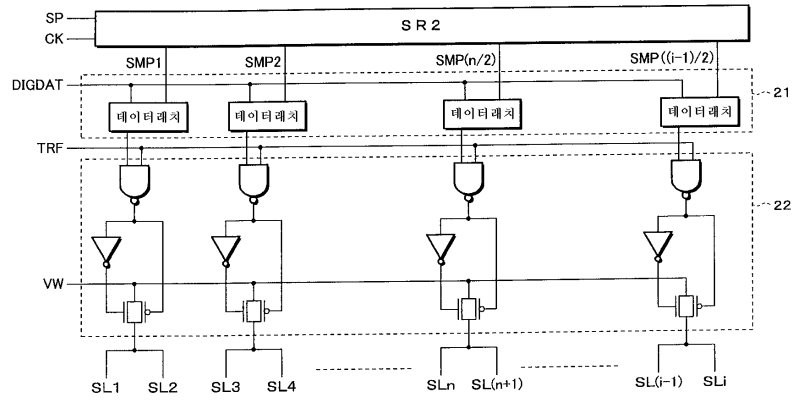 SP
CK
SR2
SMP1 SMP2 SMP(n/2) SMP((i-1)/2)
DIGDAT
21
데이터래치 데이터래치 데이터래치 데이터래치
TRF
22
VW
SL1 SL2 SL3 SL4 SLn SL(n+1) SL(i-1) SLi